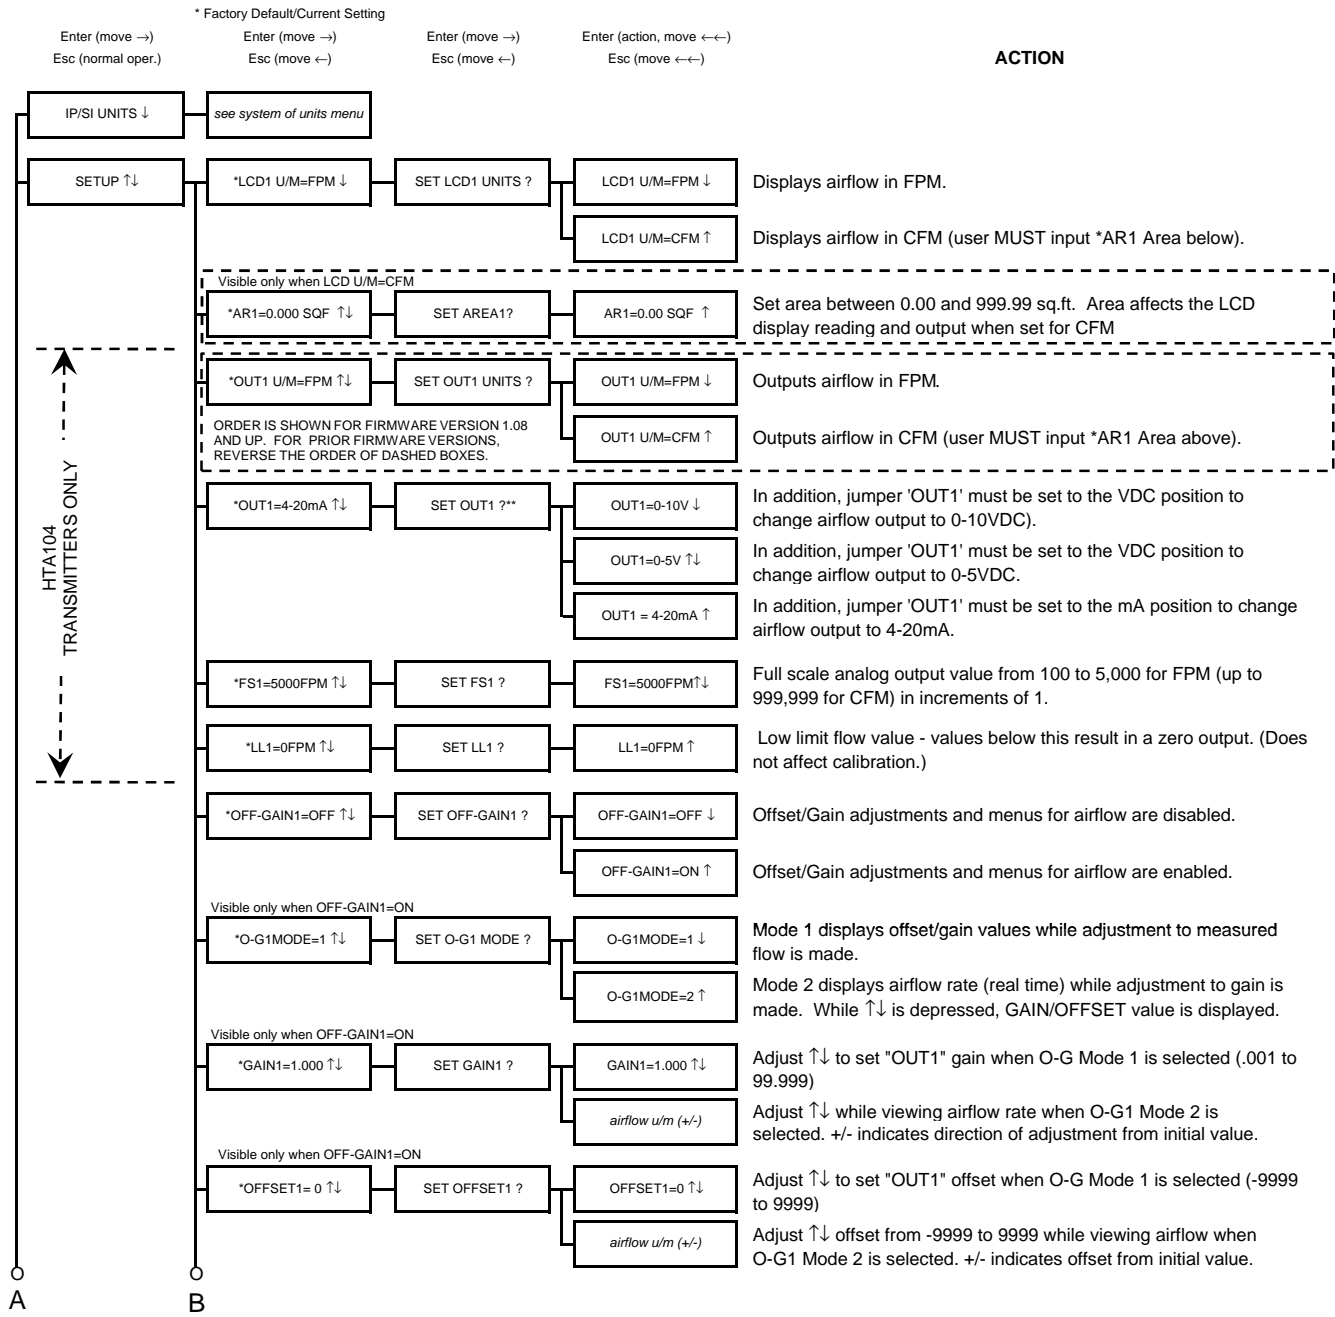 * Factory Default/Current Setting
Enter (move →)
Esc (normal oper.)
Enter (move →)
Esc (move ←)
Enter (move →)
Esc (move ←)
Enter (action, move ←←)
Esc (move ←←)
ACTION
IP/SI UNITS ↓
see system of units menu
SETUP ↑↓
*LCD1 U/M=FPM ↓
SET LCD1 UNITS ?
LCD1 U/M=FPM ↓
Displays airflow in FPM.
LCD1 U/M=CFM ↑
Displays airflow in CFM (user MUST input *AR1 Area below).
Visible only when LCD U/M=CFM
*AR1=0.000 SQF ↑↓
SET AREA1?
AR1=0.00 SQF ↑
Set area between 0.00 and 999.99 sq.ft. Area affects the LCD
display reading and output when set for CFM
HTA104
TRANSMITTERS ONLY
*OUT1 U/M=FPM ↑↓
SET OUT1 UNITS ?
OUT1 U/M=FPM ↓
Outputs airflow in FPM.
ORDER IS SHOWN FOR FIRMWARE VERSION 1.08
AND UP. FOR PRIOR FIRMWARE VERSIONS,
REVERSE THE ORDER OF DASHED BOXES.
OUT1 U/M=CFM ↑
Outputs airflow in CFM (user MUST input *AR1 Area above).
*OUT1=4-20mA ↑↓
SET OUT1 ?**
OUT1=0-10V ↓
In addition, jumper 'OUT1' must be set to the VDC position to
change airflow output to 0-10VDC).
OUT1=0-5V ↑↓
In addition, jumper 'OUT1' must be set to the VDC position to
change airflow output to 0-5VDC.
OUT1 = 4-20mA ↑
In addition, jumper 'OUT1' must be set to the mA position to change
airflow output to 4-20mA.
*FS1=5000FPM ↑↓
SET FS1 ?
FS1=5000FPM↑↓
Full scale analog output value from 100 to 5,000 for FPM (up to
999,999 for CFM) in increments of 1.
*LL1=0FPM ↑↓
SET LL1 ?
LL1=0FPM ↑
Low limit flow value - values below this result in a zero output. (Does
not affect calibration.)
*OFF-GAIN1=OFF ↑↓
SET OFF-GAIN1 ?
OFF-GAIN1=OFF ↓
Offset/Gain adjustments and menus for airflow are disabled.
OFF-GAIN1=ON ↑
Offset/Gain adjustments and menus for airflow are enabled.
Visible only when OFF-GAIN1=ON
*O-G1MODE=1 ↑↓
SET O-G1 MODE ?
O-G1MODE=1 ↓
Mode 1 displays offset/gain values while adjustment to measured
flow is made.
O-G1MODE=2 ↑
Mode 2 displays airflow rate (real time) while adjustment to gain is
made. While ↑↓ is depressed, GAIN/OFFSET value is displayed.
Visible only when OFF-GAIN1=ON
*GAIN1=1.000 ↑↓
SET GAIN1 ?
GAIN1=1.000 ↑↓
Adjust ↑↓ to set "OUT1" gain when O-G Mode 1 is selected (.001 to
99.999)
airflow u/m (+/-)
Adjust ↑↓ while viewing airflow rate when O-G1 Mode 2 is
selected. +/- indicates direction of adjustment from initial value.
Visible only when OFF-GAIN1=ON
*OFFSET1= 0 ↑↓
SET OFFSET1 ?
OFFSET1=0 ↑↓
Adjust ↑↓ to set "OUT1" offset when O-G Mode 1 is selected (-9999
to 9999)
airflow u/m (+/-)
Adjust ↑↓ offset from -9999 to 9999 while viewing airflow when
O-G1 Mode 2 is selected. +/- indicates offset from initial value.
A
B